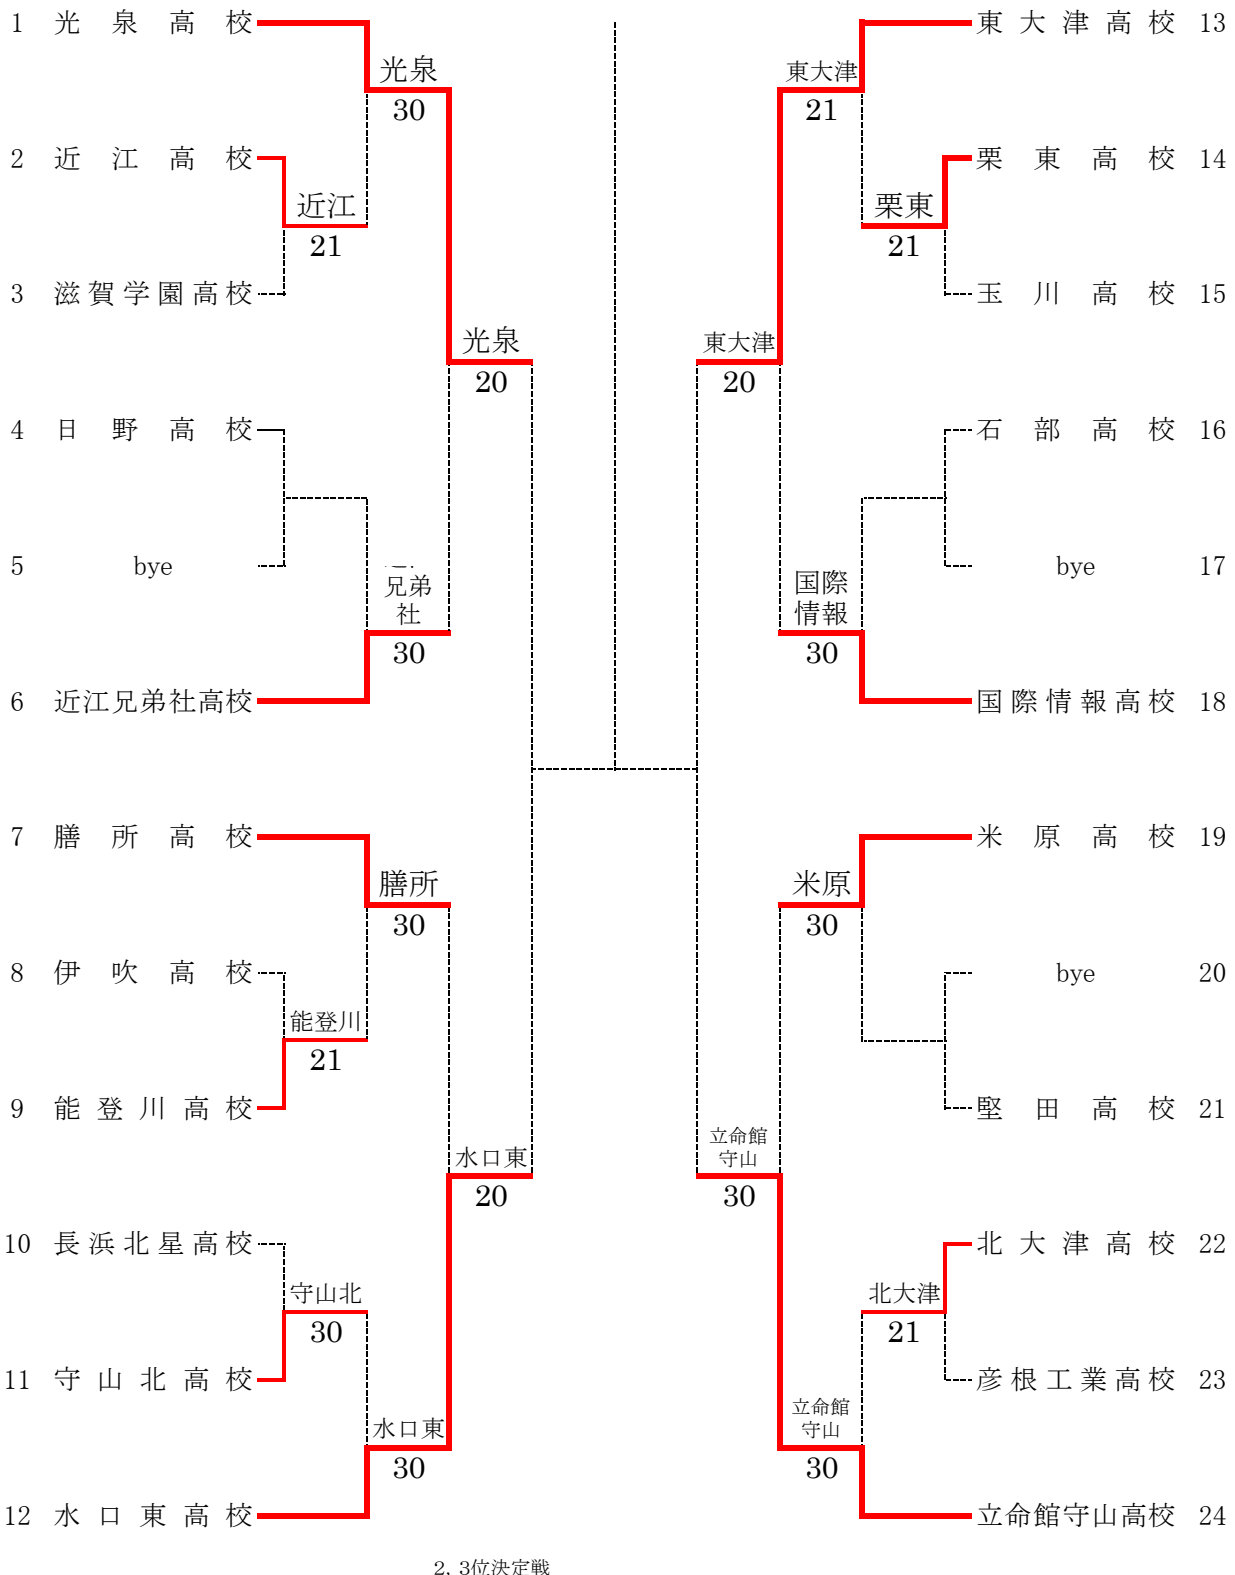 1 光泉高校
光泉
30
2 近江高校
近江
21
3 滋賀学園高校
光泉
20
4 日野高校
5 bye
兄弟
社
30
6 近江兄弟社高校
7 膳所高校
膳所
30
8 伊吹高校
能登川
21
9 能登川高校
水口東
20
10 長浜北星高校
守山北
30
11 守山北高校
水口東
30
12 水口東高校
東大津高校 13
東大津
21
栗東高校 14
栗東
21
玉川高校 15
東大津
20
石部高校 16
bye 17
国際
情報
30
国際情報高校 18
米原高校 19
米原
30
bye 20
堅田高校 21
立命館
守山
30
北大津高校 22
北大津
21
彦根工業高校 23
立命館
守山
30
立命館守山高校 24
2, 3位決定戦